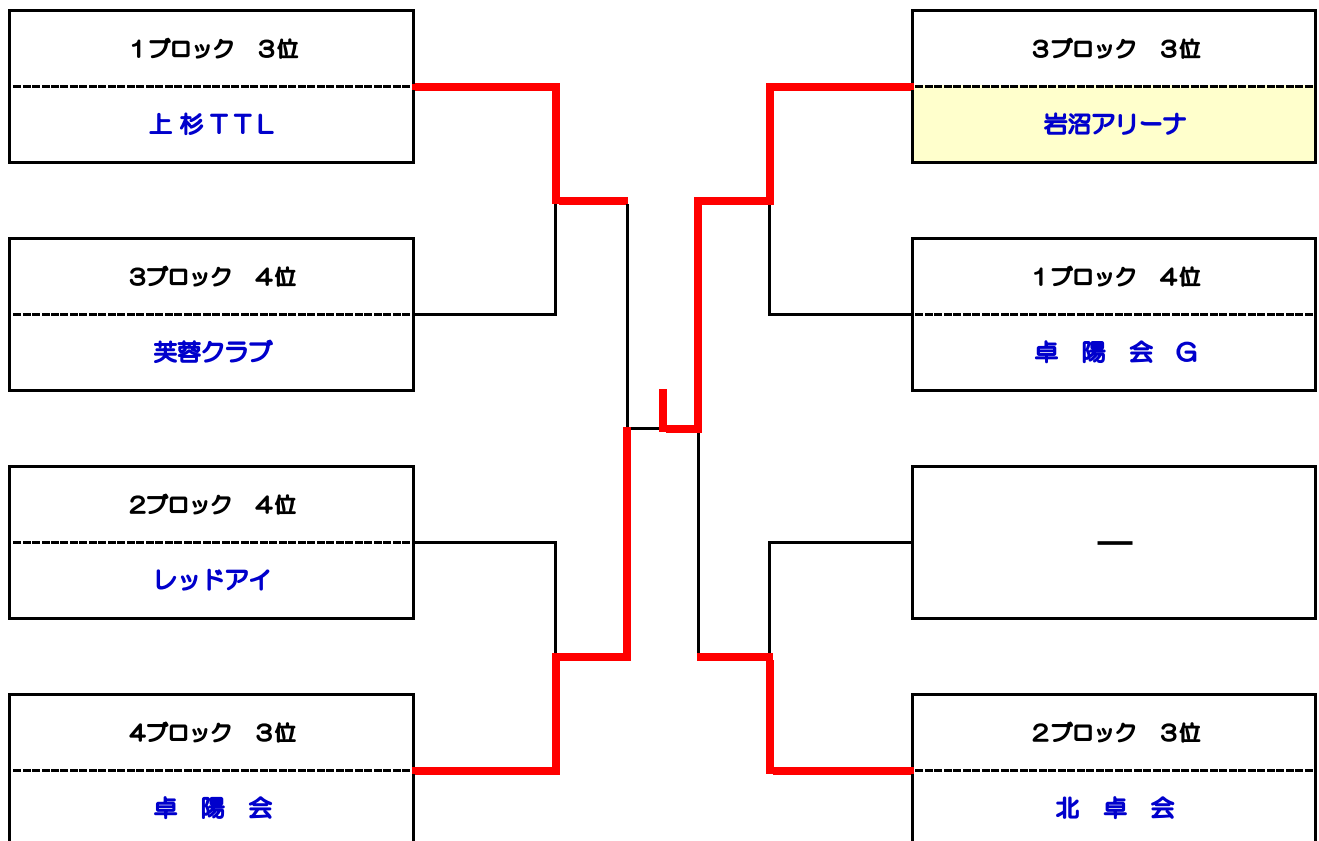 1ブロック 3位
上 杉 T T L
3ブロック 4位
芙蓉クラブ
2ブロック 4位
レッドアイ
4ブロック 3位
卓 陽 会
3ブロック 3位
岩沼アリーナ
1ブロック 4位
卓 陽 会 G
—
2ブロック 3位
北 卓 会